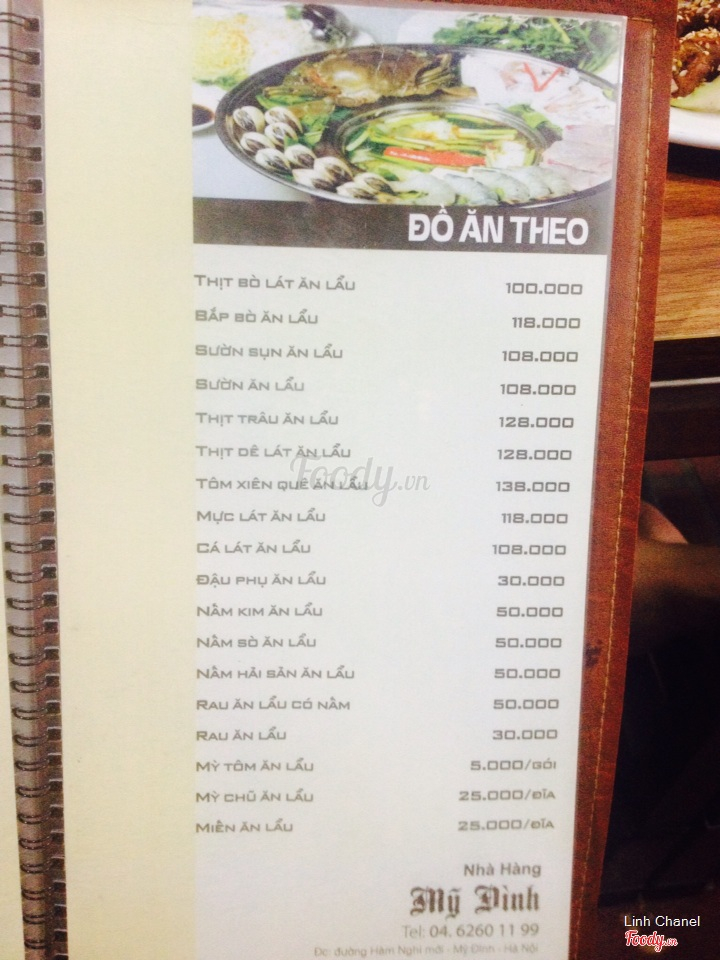 ĐỒ ĂN THEO
THỊT BÒ LÁT ĂN LẨU 100.000
BẮP BÒ ĂN LẨU 118.000
SƯỜN SỤN ĂN LẨU 108.000
SƯỜN ĂN LẨU 108.000
THỊT TRÂU ĂN LẨU 128.000
THỊT DÊ LÁT ĂN LẨU 128.000
TÔM XIÊN QUẾ ĂN LẨU 138.000
MỰC LÁT ĂN LẨU 118.000
CÁ LÁT ĂN LẨU 108.000
ĐẬU PHỤ ĂN LẨU 30.000
NẤM KIM ĂN LẨU 50.000
NẤM SÒ ĂN LẨU 50.000
NẤM HẢI SẢN ĂN LẨU 50.000
RAU ĂN LẨU CÓ NẤM 50.000
RAU ĂN LẨU 30.000
MỲ TÔM ĂN LẨU 5.000/GÓI
MỲ CHŨ ĂN LẨU 25.000/ĐĨA
MIẾN ĂN LẨU 25.000/ĐĨA
Nhà Hàng
Mỹ Đình
Tel: 04. 6260 11 99
Đc: đường Hàm Nghi mới - Mỹ Đình - Hà Nội
Foody.vn
Linh Chanel
Foody.vn